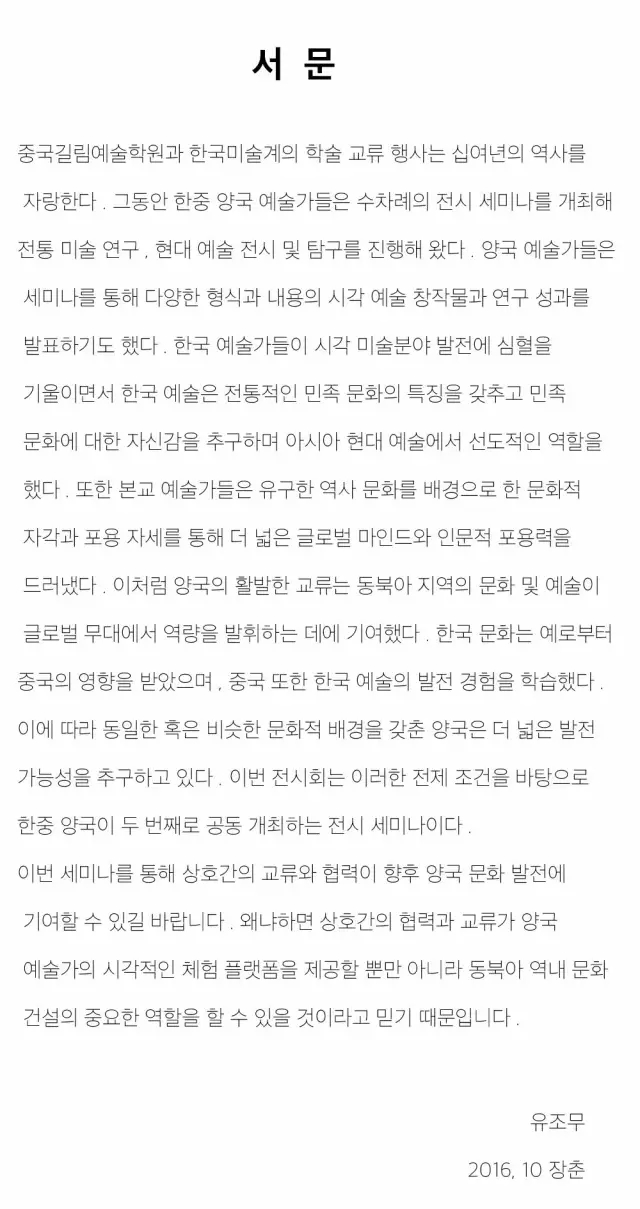 서 문
중국길림예술학원과 한국미술계의 학술 교류 행사는 십여년의 역사를
자랑한다 . 그동안 한중 양국 예술가들은 수차례의 전시 세미나를 개최해
전통 미술 연구 , 현대 예술 전시 및 탐구를 진행해 왔다 . 양국 예술가들은
세미나를 통해 다양한 형식과 내용의 시각 예술 창작물과 연구 성과를
발표하기도 했다 . 한국 예술가들이 시각 미술분야 발전에 심혈을
기울이면서 한국 예술은 전통적인 민족 문화의 특징을 갖추고 민족
문화에 대한 자신감을 추구하며 아시아 현대 예술에서 선도적인 역할을
했다 . 또한 본교 예술가들은 유구한 역사 문화를 배경으로 한 문화적
자각과 포용 자세를 통해 더 넓은 글로벌 마인드와 인문적 포용력을
드러냈다 . 이처럼 양국의 활발한 교류는 동북아 지역의 문화 및 예술이
글로벌 무대에서 역량을 발휘하는 데에 기여했다 . 한국 문화는 예로부터
중국의 영향을 받았으며 , 중국 또한 한국 예술의 발전 경험을 학습했다 .
이에 따라 동일한 혹은 비슷한 문화적 배경을 갖춘 양국은 더 넓은 발전
가능성을 추구하고 있다 . 이번 전시회는 이러한 전제 조건을 바탕으로
한중 양국이 두 번째로 공동 개최하는 전시 세미나이다 .
이번 세미나를 통해 상호간의 교류와 협력이 향후 양국 문화 발전에
기여할 수 있길 바랍니다 . 왜냐하면 상호간의 협력과 교류가 양국
예술가의 시각적인 체험 플랫폼을 제공할 뿐만 아니라 동북아 역내 문화
건설의 중요한 역할을 할 수 있을 것이라고 믿기 때문입니다 .
유조무
2016, 10 장춘